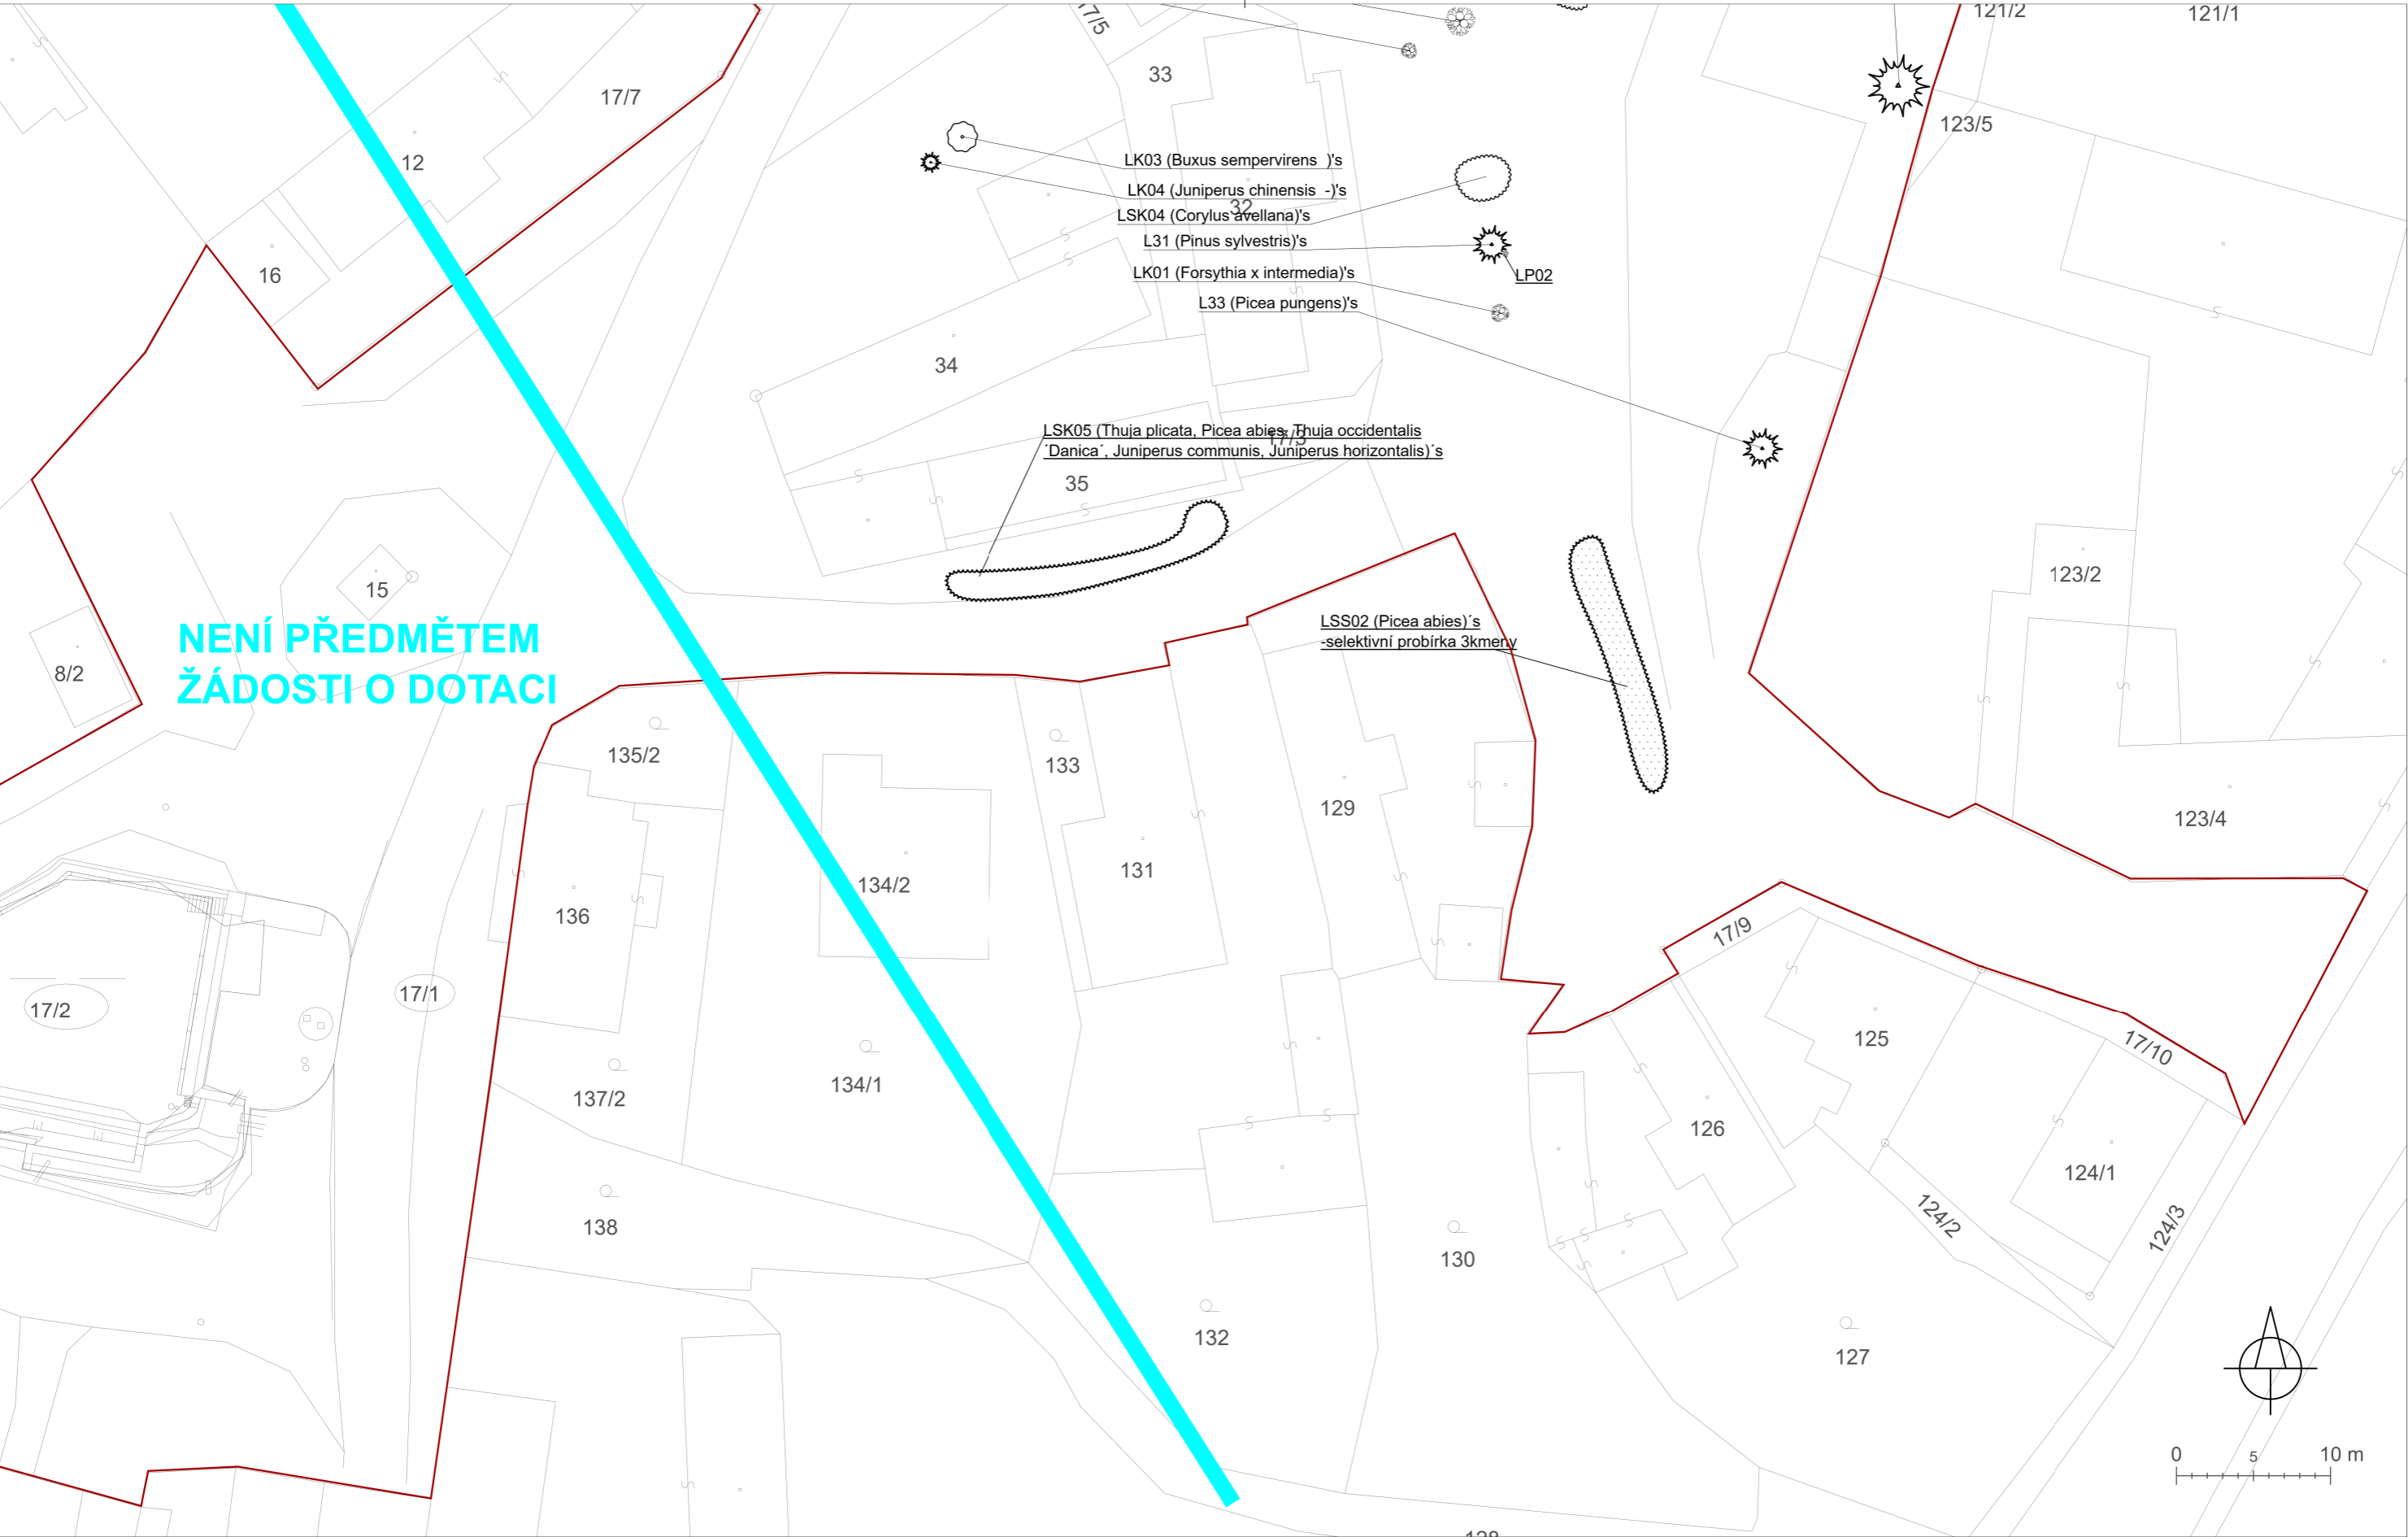 17/5
121/2
121/1
33
17/7
123/5
12
LK03 (Buxus sempervirens  )'s
LK04 (Juniperus chinensis  -)'s
32
LSK04 (Corylus avellana)'s
L31 (Pinus sylvestris)'s
16
LK01 (Forsythia x intermedia)'s
LP02
L33 (Picea pungens)'s
34
LSK05 (Thuja plicata, Picea abies, Thuja occidentalis
17/3
´Danica´, Juniperus communis, Juniperus horizontalis)´s
35
15
123/2
NENÍ PŘEDMĚTEM
ŽÁDOSTI O DOTACI
LSS02 (Picea abies)´s
-selektivní probírka 3kmeny
8/2
135/2
133
129
123/4
134/2
131
136
17/9
17/1
17/2
125
17/10
134/1
137/2
126
124/1
138
124/2
124/3
130
132
127
0
5
10 m
128